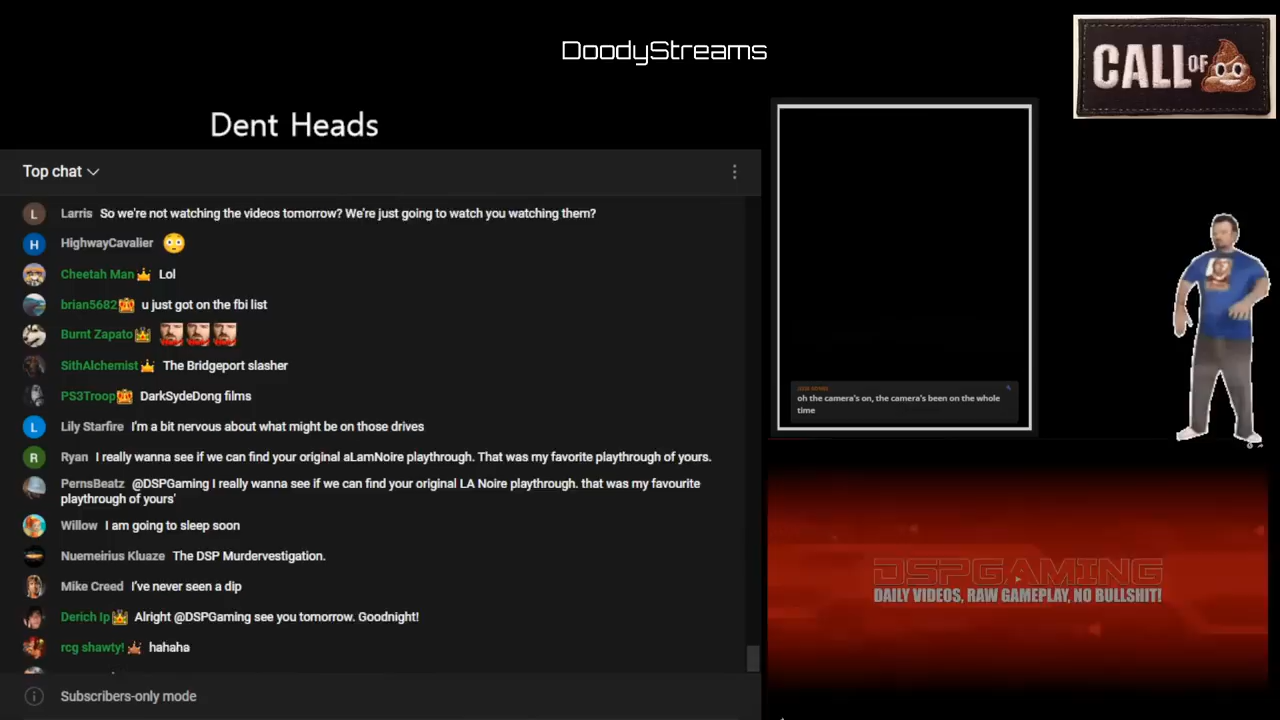 DoodyStreams
CALL OF
Dent Heads
Top chat
L Larris So we're not watching the videos tomorrow? We're just going to watch you watching them?
H HighwayCavalier
Cheetah Man Lol
brian5682 u just got on the fbi list
Burnt Zapato
SithAlchemist The Bridgeport slasher
PS3Troop DarkSydeDong films
L Lily Starfire I'm a bit nervous about what might be on those drives
R Ryan I really wanna see if we can find your original aLamNoire playthrough. That was my favorite playthrough of yours.
PernsBeatz @DSPGaming I really wanna see if we can find your original LA Noire playthrough. that was my favourite
playthrough of yours'
Willow I am going to sleep soon
Nuemeirius Kluaze The DSP Murdervestigation.
Mike Creed I've never seen a dip
Derich Ip Alright @DSPGaming see you tomorrow. Goodnight!
rcg shawty! hahaha
Subscribers-only mode
oh the camera's on, the camera's been on the whole
time
DSPGAMING
DAILY VIDEOS, RAW GAMEPLAY, NO BULLSHIT!